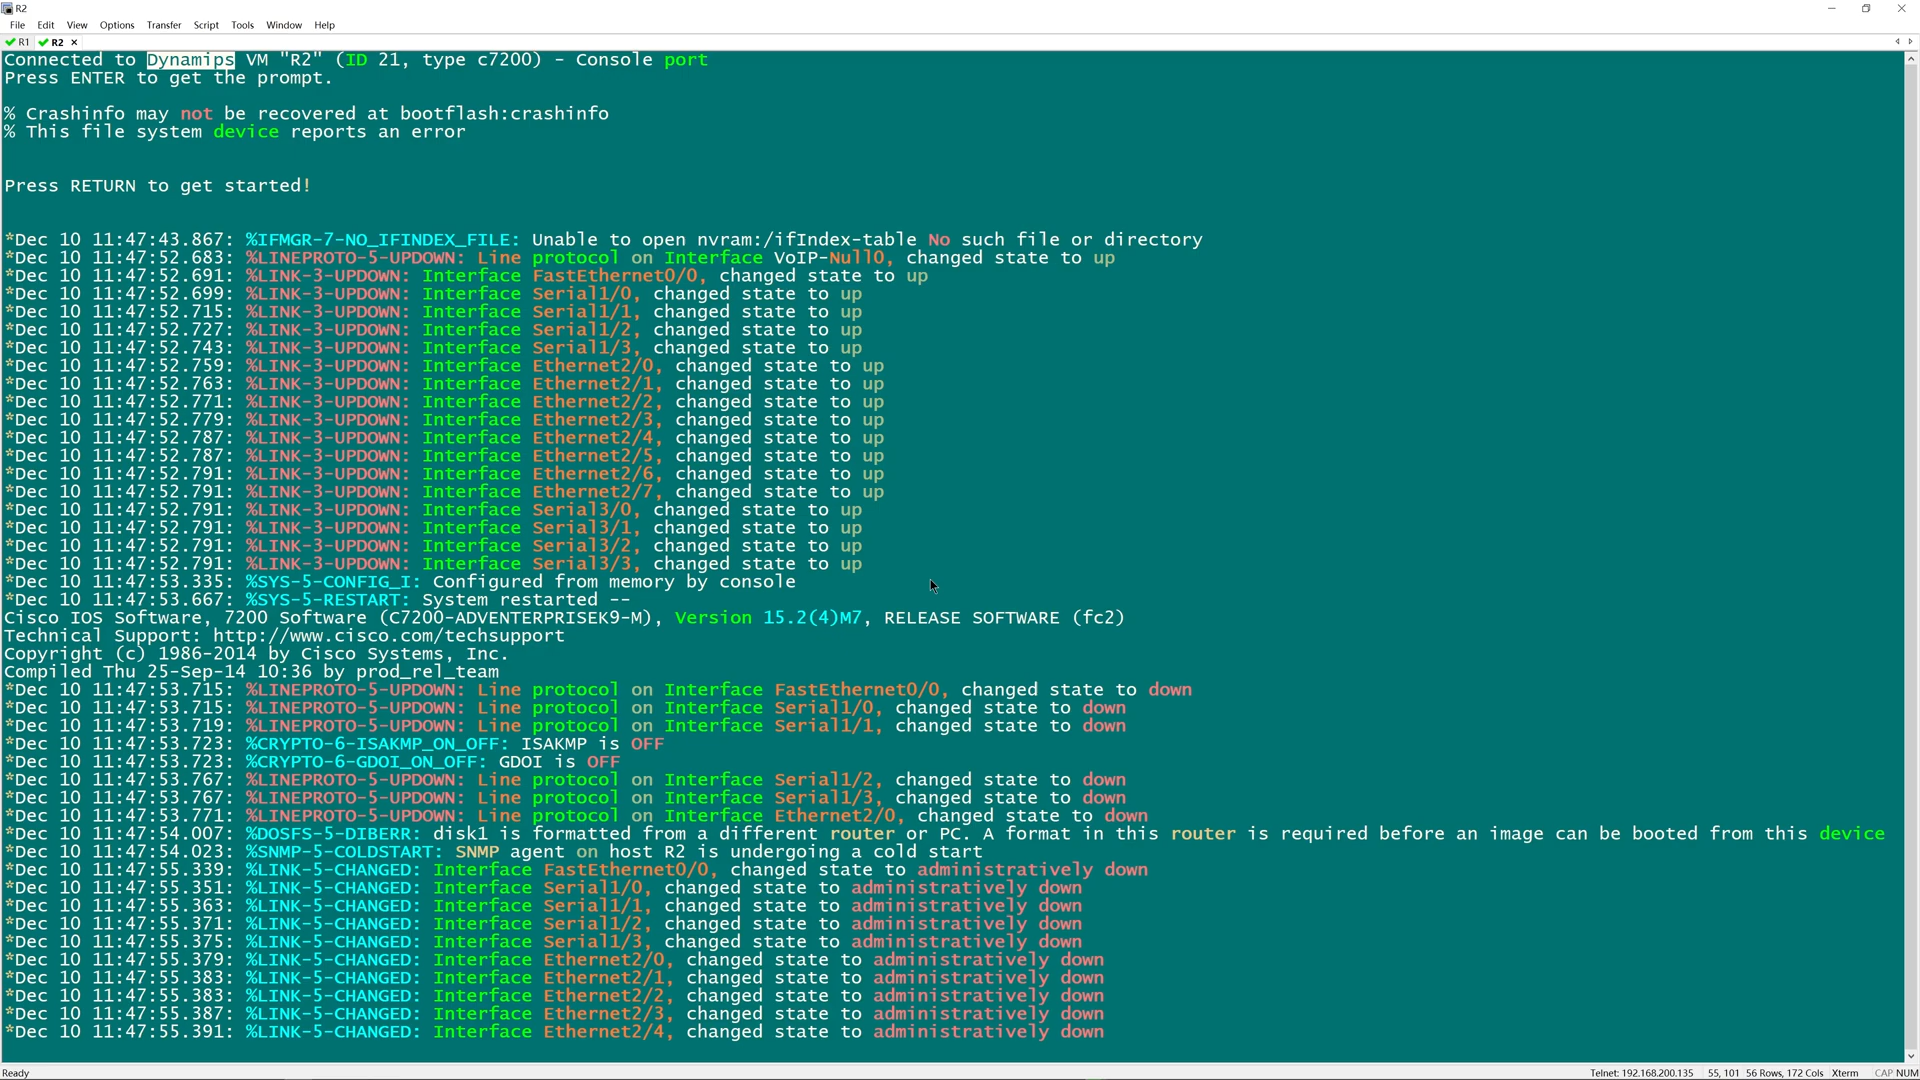 R2
File Edit View Options Transfer Script Tools Window Help
R1 R2
Connected to Dynamips VM "R2" (ID 21, type c7200) - Console port
Press ENTER to get the prompt.
% Crashinfo may not be recovered at bootflash:crashinfo
% This file system device reports an error
Press RETURN to get started!
*Dec 10 11:47:43.867: %IFMGR-7-NO_IFINDEX_FILE: Unable to open nvram:/ifIndex-table No such file or directory
*Dec 10 11:47:52.683: %LINEPROTO-5-UPDOWN: Line protocol on Interface VoIP-Null0, changed state to up
*Dec 10 11:47:52.691: %LINK-3-UPDOWN: Interface FastEthernet0/0, changed state to up
*Dec 10 11:47:52.699: %LINK-3-UPDOWN: Interface Serial1/0, changed state to up
*Dec 10 11:47:52.715: %LINK-3-UPDOWN: Interface Serial1/1, changed state to up
*Dec 10 11:47:52.727: %LINK-3-UPDOWN: Interface Serial1/2, changed state to up
*Dec 10 11:47:52.743: %LINK-3-UPDOWN: Interface Serial1/3, changed state to up
*Dec 10 11:47:52.759: %LINK-3-UPDOWN: Interface Ethernet2/0, changed state to up
*Dec 10 11:47:52.763: %LINK-3-UPDOWN: Interface Ethernet2/1, changed state to up
*Dec 10 11:47:52.771: %LINK-3-UPDOWN: Interface Ethernet2/2, changed state to up
*Dec 10 11:47:52.779: %LINK-3-UPDOWN: Interface Ethernet2/3, changed state to up
*Dec 10 11:47:52.787: %LINK-3-UPDOWN: Interface Ethernet2/4, changed state to up
*Dec 10 11:47:52.787: %LINK-3-UPDOWN: Interface Ethernet2/5, changed state to up
*Dec 10 11:47:52.791: %LINK-3-UPDOWN: Interface Ethernet2/6, changed state to up
*Dec 10 11:47:52.791: %LINK-3-UPDOWN: Interface Ethernet2/7, changed state to up
*Dec 10 11:47:52.791: %LINK-3-UPDOWN: Interface Serial3/0, changed state to up
*Dec 10 11:47:52.791: %LINK-3-UPDOWN: Interface Serial3/1, changed state to up
*Dec 10 11:47:52.791: %LINK-3-UPDOWN: Interface Serial3/2, changed state to up
*Dec 10 11:47:52.791: %LINK-3-UPDOWN: Interface Serial3/3, changed state to up
*Dec 10 11:47:53.335: %SYS-5-CONFIG_I: Configured from memory by console
*Dec 10 11:47:53.667: %SYS-5-RESTART: System restarted --
Cisco IOS Software, 7200 Software (C7200-ADVENTERPRISEK9-M), Version 15.2(4)M7, RELEASE SOFTWARE (fc2)
Technical Support: http://www.cisco.com/techsupport
Copyright (c) 1986-2014 by Cisco Systems, Inc.
Compiled Thu 25-Sep-14 10:36 by prod_rel_team
*Dec 10 11:47:53.715: %LINEPROTO-5-UPDOWN: Line protocol on Interface FastEthernet0/0, changed state to down
*Dec 10 11:47:53.715: %LINEPROTO-5-UPDOWN: Line protocol on Interface Serial1/0, changed state to down
*Dec 10 11:47:53.719: %LINEPROTO-5-UPDOWN: Line protocol on Interface Serial1/1, changed state to down
*Dec 10 11:47:53.723: %CRYPTO-6-ISAKMP_ON_OFF: ISAKMP is OFF
*Dec 10 11:47:53.723: %CRYPTO-6-GDOI_ON_OFF: GDOI is OFF
*Dec 10 11:47:53.767: %LINEPROTO-5-UPDOWN: Line protocol on Interface Serial1/2, changed state to down
*Dec 10 11:47:53.767: %LINEPROTO-5-UPDOWN: Line protocol on Interface Serial1/3, changed state to down
*Dec 10 11:47:53.771: %LINEPROTO-5-UPDOWN: Line protocol on Interface Ethernet2/0, changed state to down
*Dec 10 11:47:54.007: %DOSFS-5-DIBERR: disk1 is formatted from a different router or PC. A format in this router is required before an image can be booted from this device
*Dec 10 11:47:54.023: %SNMP-5-COLDSTART: SNMP agent on host R2 is undergoing a cold start
*Dec 10 11:47:55.339: %LINK-5-CHANGED: Interface FastEthernet0/0, changed state to administratively down
*Dec 10 11:47:55.351: %LINK-5-CHANGED: Interface Serial1/0, changed state to administratively down
*Dec 10 11:47:55.363: %LINK-5-CHANGED: Interface Serial1/1, changed state to administratively down
*Dec 10 11:47:55.371: %LINK-5-CHANGED: Interface Serial1/2, changed state to administratively down
*Dec 10 11:47:55.375: %LINK-5-CHANGED: Interface Serial1/3, changed state to administratively down
*Dec 10 11:47:55.379: %LINK-5-CHANGED: Interface Ethernet2/0, changed state to administratively down
*Dec 10 11:47:55.383: %LINK-5-CHANGED: Interface Ethernet2/1, changed state to administratively down
*Dec 10 11:47:55.383: %LINK-5-CHANGED: Interface Ethernet2/2, changed state to administratively down
*Dec 10 11:47:55.387: %LINK-5-CHANGED: Interface Ethernet2/3, changed state to administratively down
*Dec 10 11:47:55.391: %LINK-5-CHANGED: Interface Ethernet2/4, changed state to administratively down
Ready Telnet: 192.168.200.135 55, 101 56 Rows, 172 Cols Xterm CAP NUM